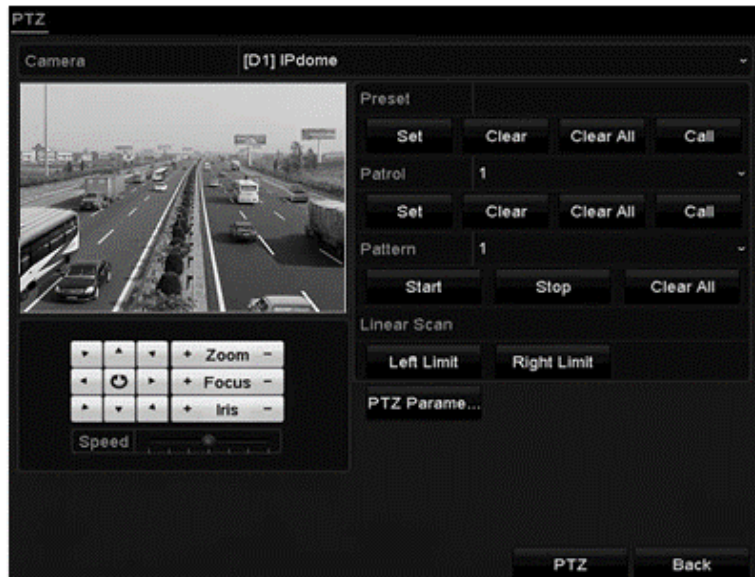 PTZ
Camera [D1] IPdome
Preset
Set Clear Clear All Call
Patrol 1
Set Clear Clear All Call
Pattern 1
Start Stop Clear All
Linear Scan
Left Limit Right Limit
PTZ Parame...
+ Zoom -
+ Focus -
+ Iris -
Speed
PTZ Back